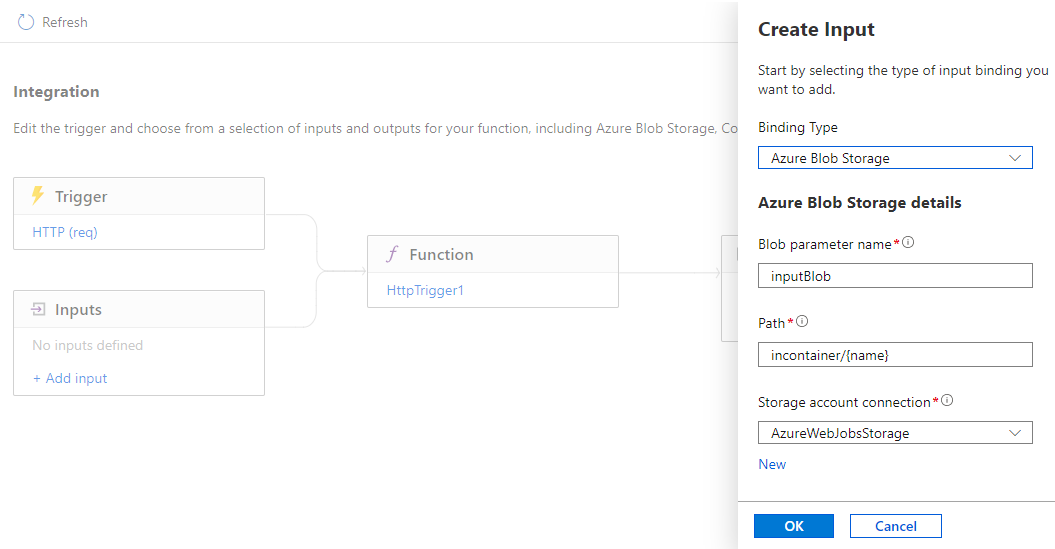 Refresh
Integration
Edit the trigger and choose from a selection of inputs and outputs for your function, including Azure Blob Storage, Co
Trigger
HTTP (req)
Inputs
No inputs defined
+ Add input
Function
HttpTrigger1
Create Input
Start by selecting the type of input binding you
want to add.
Binding Type
Azure Blob Storage
Azure Blob Storage details
Blob parameter name*
inputBlob
Path*
incontainer/{name}
Storage account connection*
AzureWebJobsStorage
New
OK
Cancel